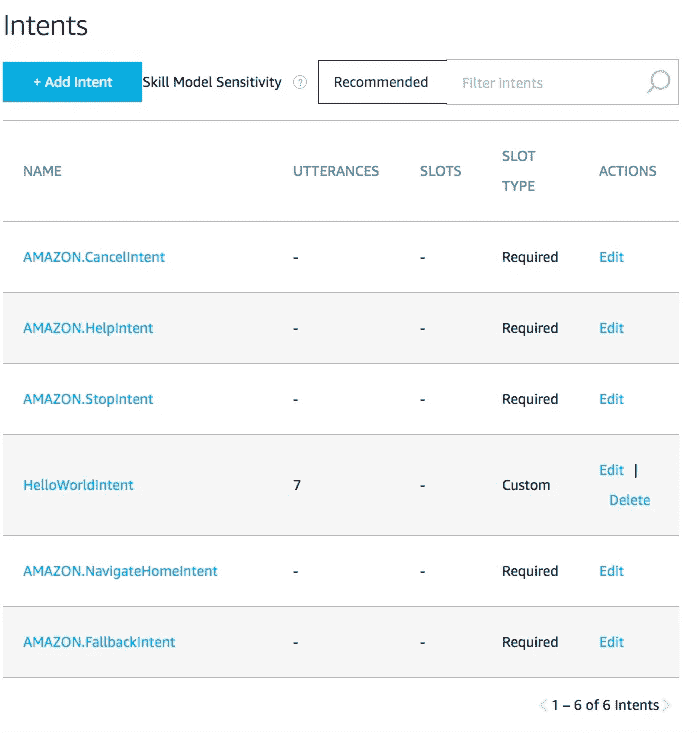 Intents
+ Add Intent Skill Model Sensitivity ? Recommended Filter intents
NAME UTTERANCES SLOTS SLOT TYPE ACTIONS
AMAZON.CancelIntent - - Required Edit
AMAZON.HelpIntent - - Required Edit
AMAZON.StopIntent - - Required Edit
HelloWorldIntent 7 - Custom Edit |
Delete
AMAZON.NavigateHomeIntent - - Required Edit
AMAZON.FallbackIntent - - Required Edit
< 1 – 6 of 6 Intents >